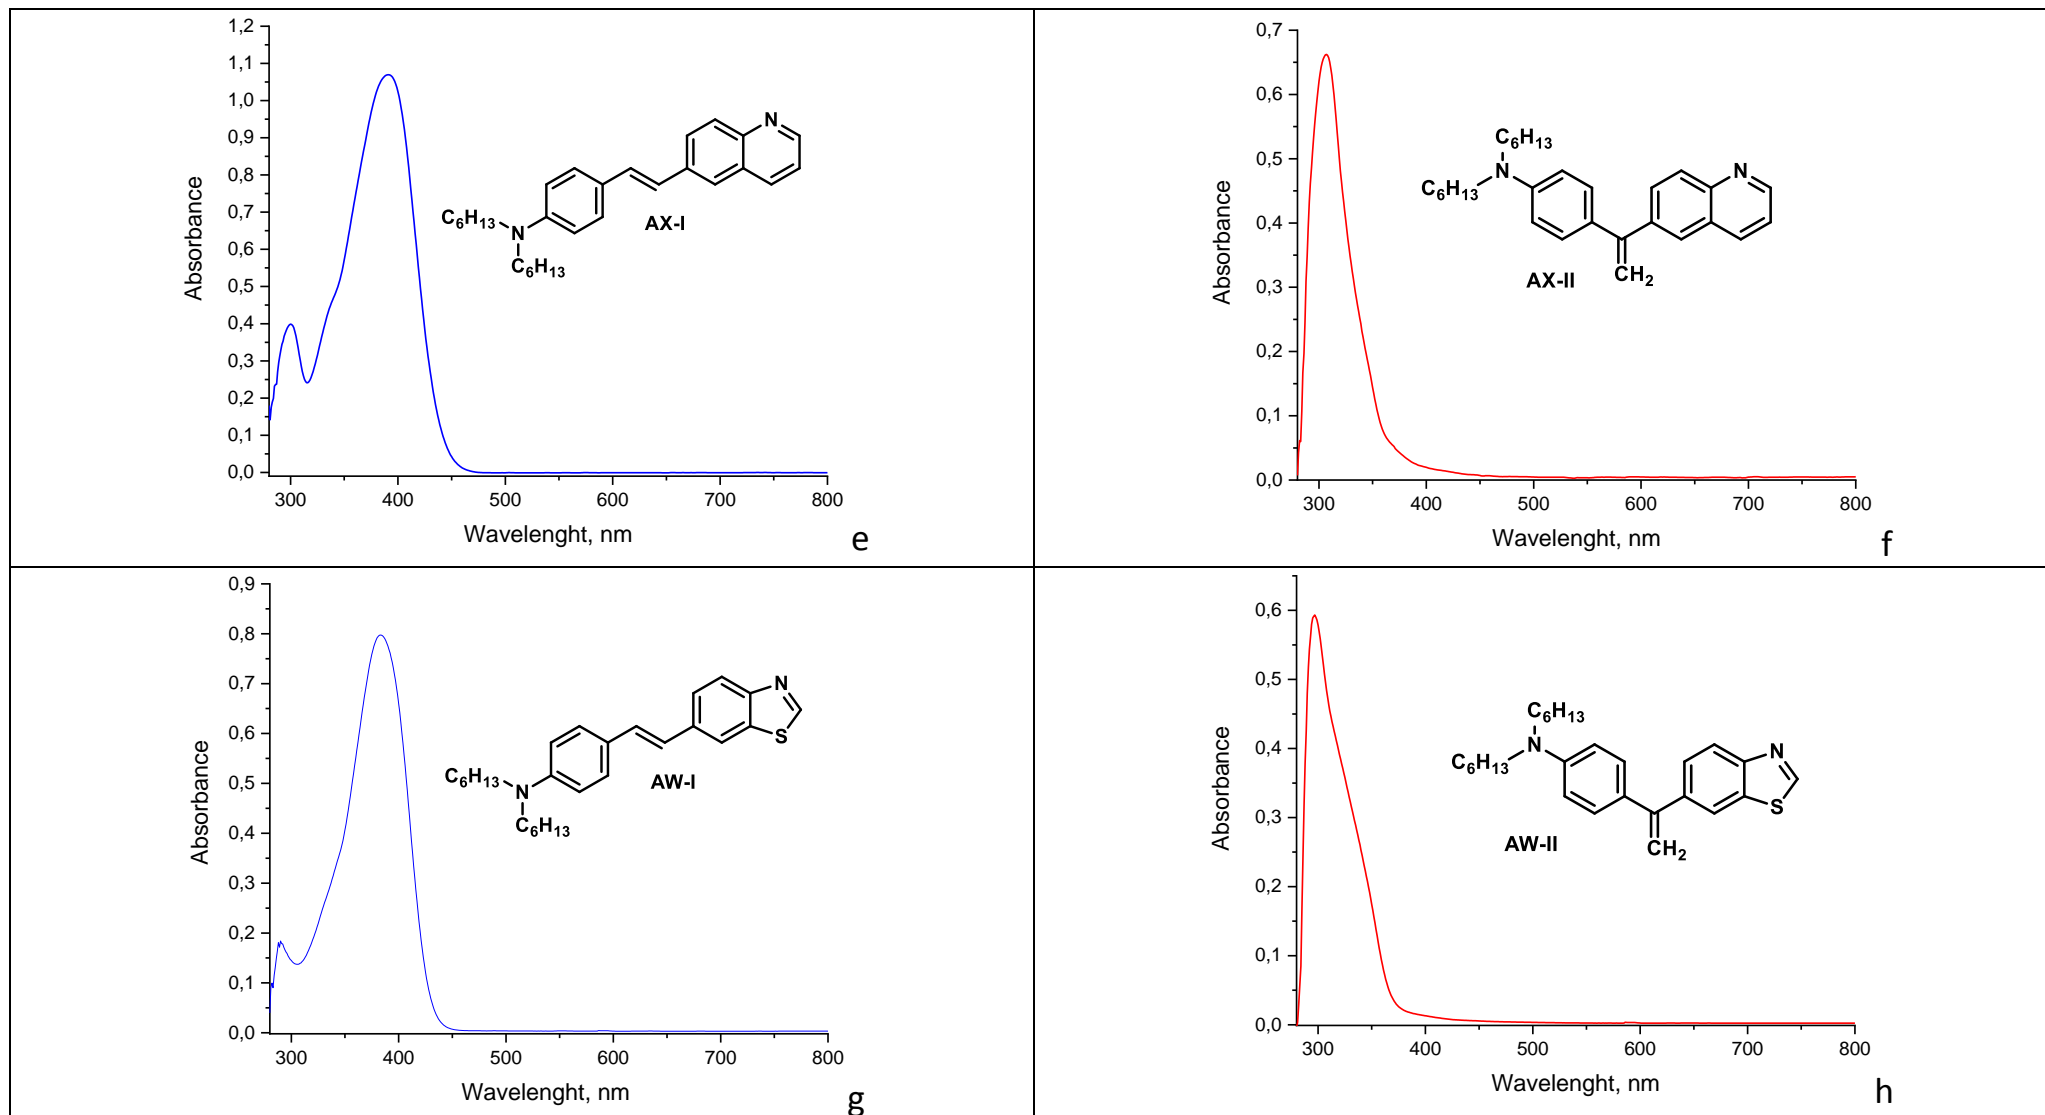 1,2
1,1
1,0
0,9
0,8
0,7
0,6
0,5
0,4
0,3
0,2
0,1
0,0
Absorbance
300 400 500 600 700 800
Wavelenght, nm
N
C6H13
N
C6H13
AX-I
e
0,7
0,6
0,5
0,4
0,3
0,2
0,1
0,0
Absorbance
300 400 500 600 700 800
Wavelenght, nm
C6H13
N
C6H13
N
CH2
AX-II
f
0,9
0,8
0,7
0,6
0,5
0,4
0,3
0,2
0,1
0,0
Absorbance
300 400 500 600 700 800
Wavelenght, nm
N
S
C6H13
N
C6H13
AW-I
g
0,6
0,5
0,4
0,3
0,2
0,1
0,0
Absorbance
300 400 500 600 700 800
Wavelenght, nm
C6H13
N
C6H13
N
S
CH2
AW-II
h